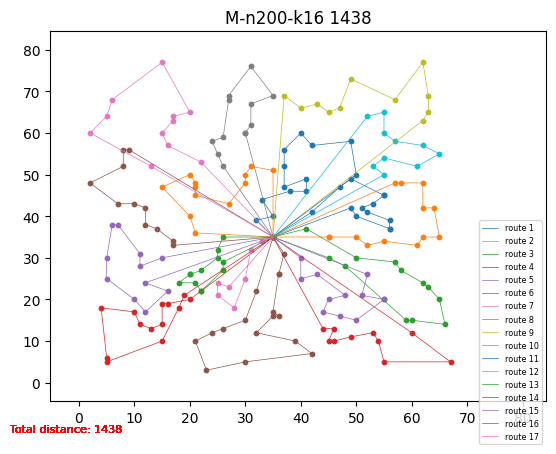 M-n200-k16 1438
80
70
60
50
40
30
20
10
0
0 10 20 30 40 50 60 70 80
route 1
route 2
route 3
route 4
route 5
route 6
route 7
route 8
route 9
route 10
route 11
route 12
route 13
route 14
route 15
route 16
route 17
Total distance: 1438